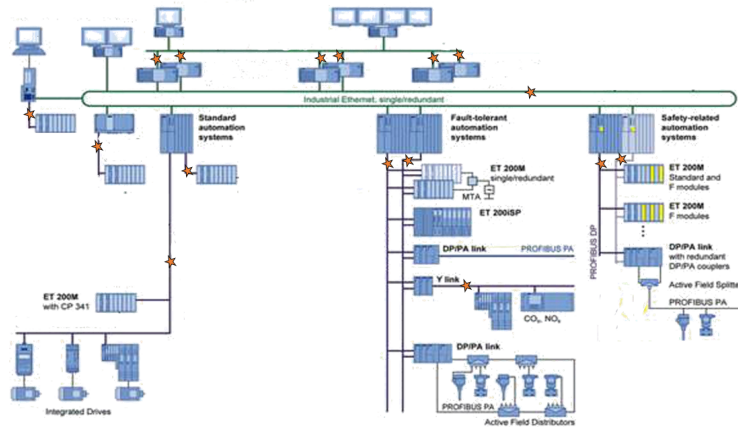 Industrial Ethernet, single/redundant
Standard
automation
systems
Fault-tolerant
automation systems
Safety-related
automation
systems
ET 200M
single/redundant
MTA
ET 200iSP
DP/PA link
PROFIBUS PA
Y link
CO₂, NOₓ
DP/PA link
PROFIBUS PA
Active Field Distributors
ET 200M
with CP 341
Integrated Drives
PROFIBUS DP
ET 200M
Standard and
F modules
ET 200M
F modules
DP/PA link
with redundant
DP/PA couplers
Active Field Splitte
PROFIBUS PA